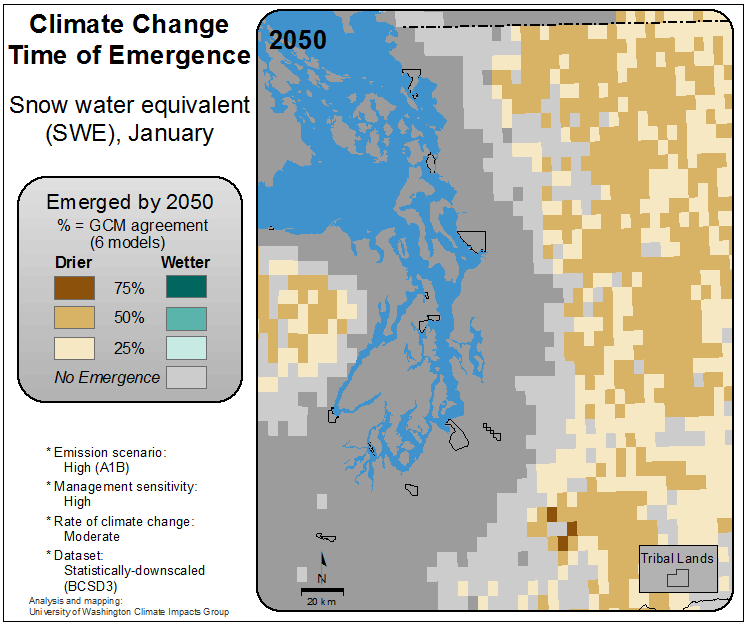 Climate Change
Time of Emergence
Snow water equivalent
(SWE), January
Emerged by 2050
% = GCM agreement
(6 models)
Drier Wetter
75%
50%
25%
No Emergence
* Emission scenario:
High (A1B)
* Management sensitivity:
High
* Rate of climate change:
Moderate
* Dataset:
Statistically-downscaled
(BCSD3)
Analysis and mapping:
University of Washington Climate Impacts Group
2050
N
20 km
Tribal Lands